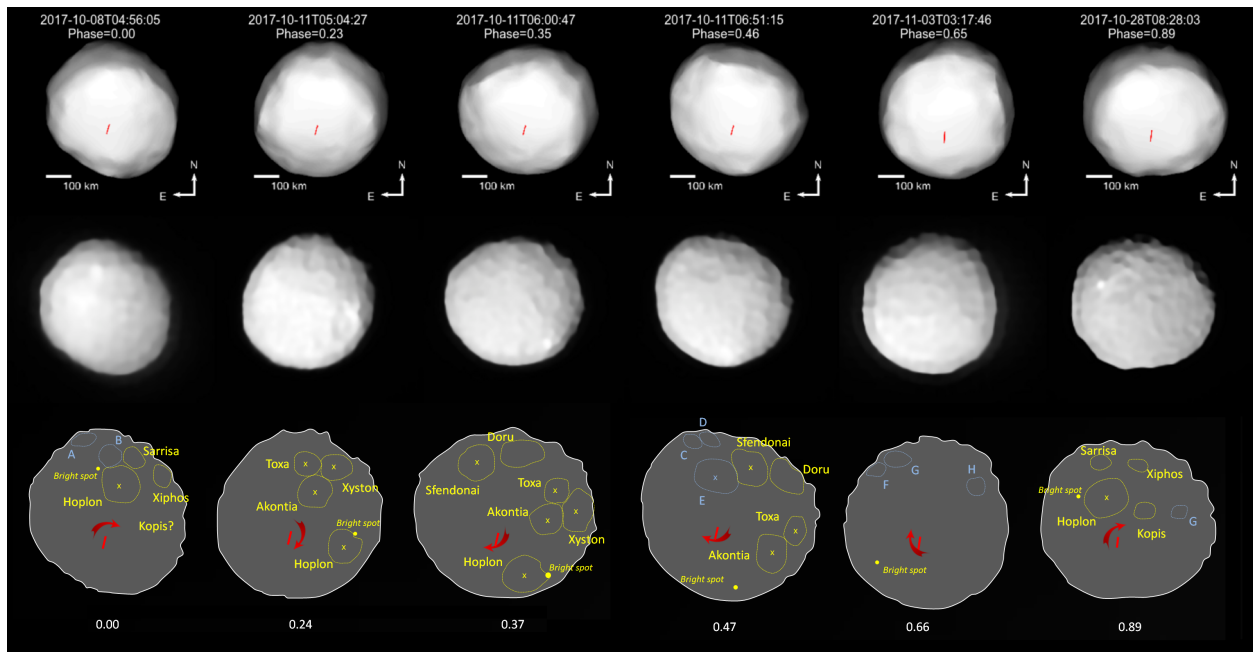 2017-10-08T04:56:05
Phase=0.00
2017-10-11T05:04:27
Phase=0.23
2017-10-11T06:00:47
Phase=0.35
2017-10-11T06:51:15
Phase=0.46
2017-11-03T03:17:46
Phase=0.65
2017-10-28T08:28:03
Phase=0.89
100 km
N
E
100 km
N
E
100 km
N
E
100 km
N
E
100 km
N
E
100 km
N
E
A
B
Sarrisa
Bright spot
Hoplon
Xiphos
Kopis?
0.00
Toxa
Xyston
Akontia
Bright spot
Hoplon
0.24
Doru
Sfendonai
Toxa
Akontia
Xyston
Hoplon
Bright spot
0.37
D
C
Sfendonai
Doru
E
Toxa
Akontia
Bright spot
0.47
G
F
H
Bright spot
0.66
Sarrisa
Xiphos
Bright spot
Hoplon
Kopis
G
0.89